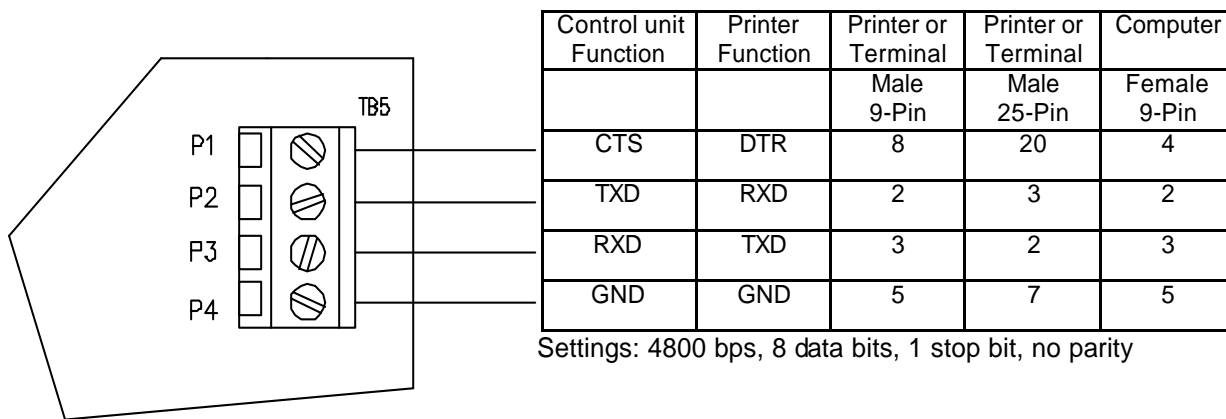 Control unit Function Printer Function Printer or Terminal Printer or Terminal Computer
Male 9-Pin Male 25-Pin Female 9-Pin
TB5
P1 CTS DTR 8 20 4
P2 TXD RXD 2 3 2
P3 RXD TXD 3 2 3
P4 GND GND 5 7 5
Settings: 4800 bps, 8 data bits, 1 stop bit, no parity